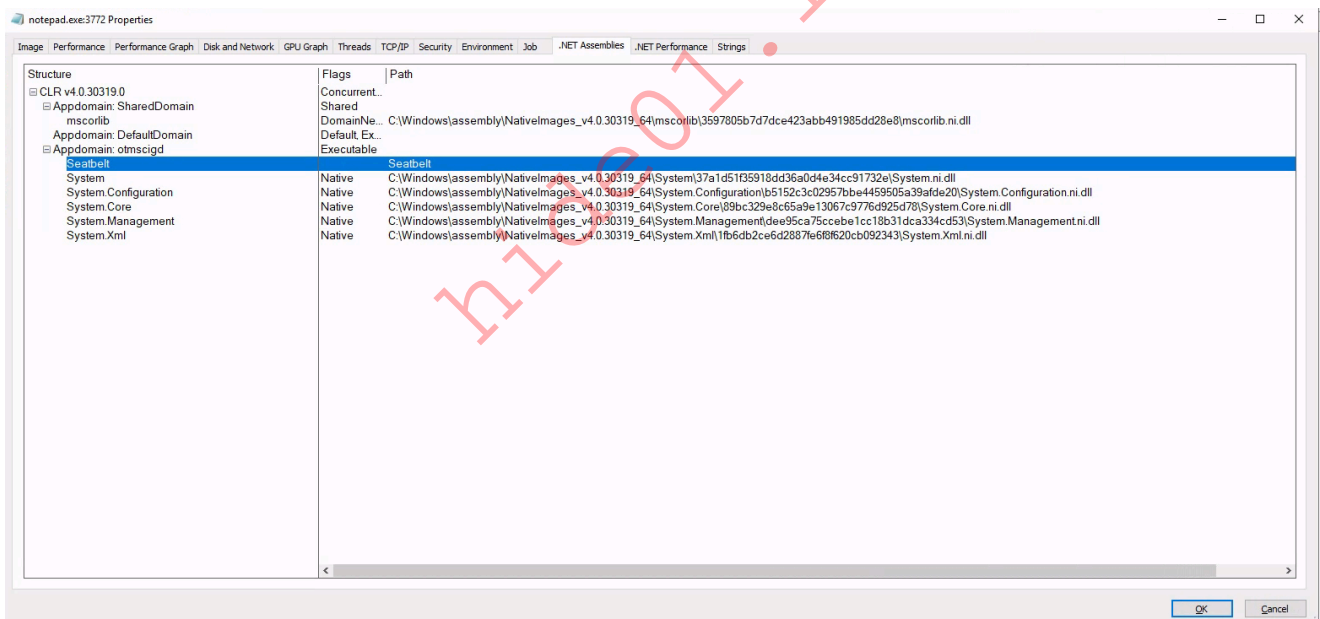 notepad.exe:3772 Properties
Image Performance Performance Graph Disk and Network GPU Graph Threads TCP/IP Security Environment Job .NET Assemblies .NET Performance Strings
Structure Flags Path
CLR v4.0.30319.0 Concurrent...
Appdomain: SharedDomain Shared
mscorlib DomainNe... C:\Windows\assembly\NativeImages_v4.0.30319_64\mscorlib\3597805b7d7dce423abb491985dd28e8\mscorlib.ni.dll
Appdomain: DefaultDomain Default, Ex...
Appdomain: otmscigd Executable
Seatbelt Seatbelt
System Native C:\Windows\assembly\NativeImages_v4.0.30319_64\System\37a1d51f35918dd36a0d4e34cc91732e\System.ni.dll
System.Configuration Native C:\Windows\assembly\NativeImages_v4.0.30319_64\System.Configuration\b5152c3c02957bbe4459505a39afde20\System.Configuration.ni.dll
System.Core Native C:\Windows\assembly\NativeImages_v4.0.30319_64\System.Core\89bc329e8c65a9e13067c9776d925d78\System.Core.ni.dll
System.Management Native C:\Windows\assembly\NativeImages_v4.0.30319_64\System.Management\dee95ca75ccebe1cc18b31dca334cd53\System.Management.ni.dll
System.Xml Native C:\Windows\assembly\NativeImages_v4.0.30319_64\System.Xml\1fb6db2ce6d2887fe6f8f620cb092343\System.Xml.ni.dll
hide01.
OK Cancel